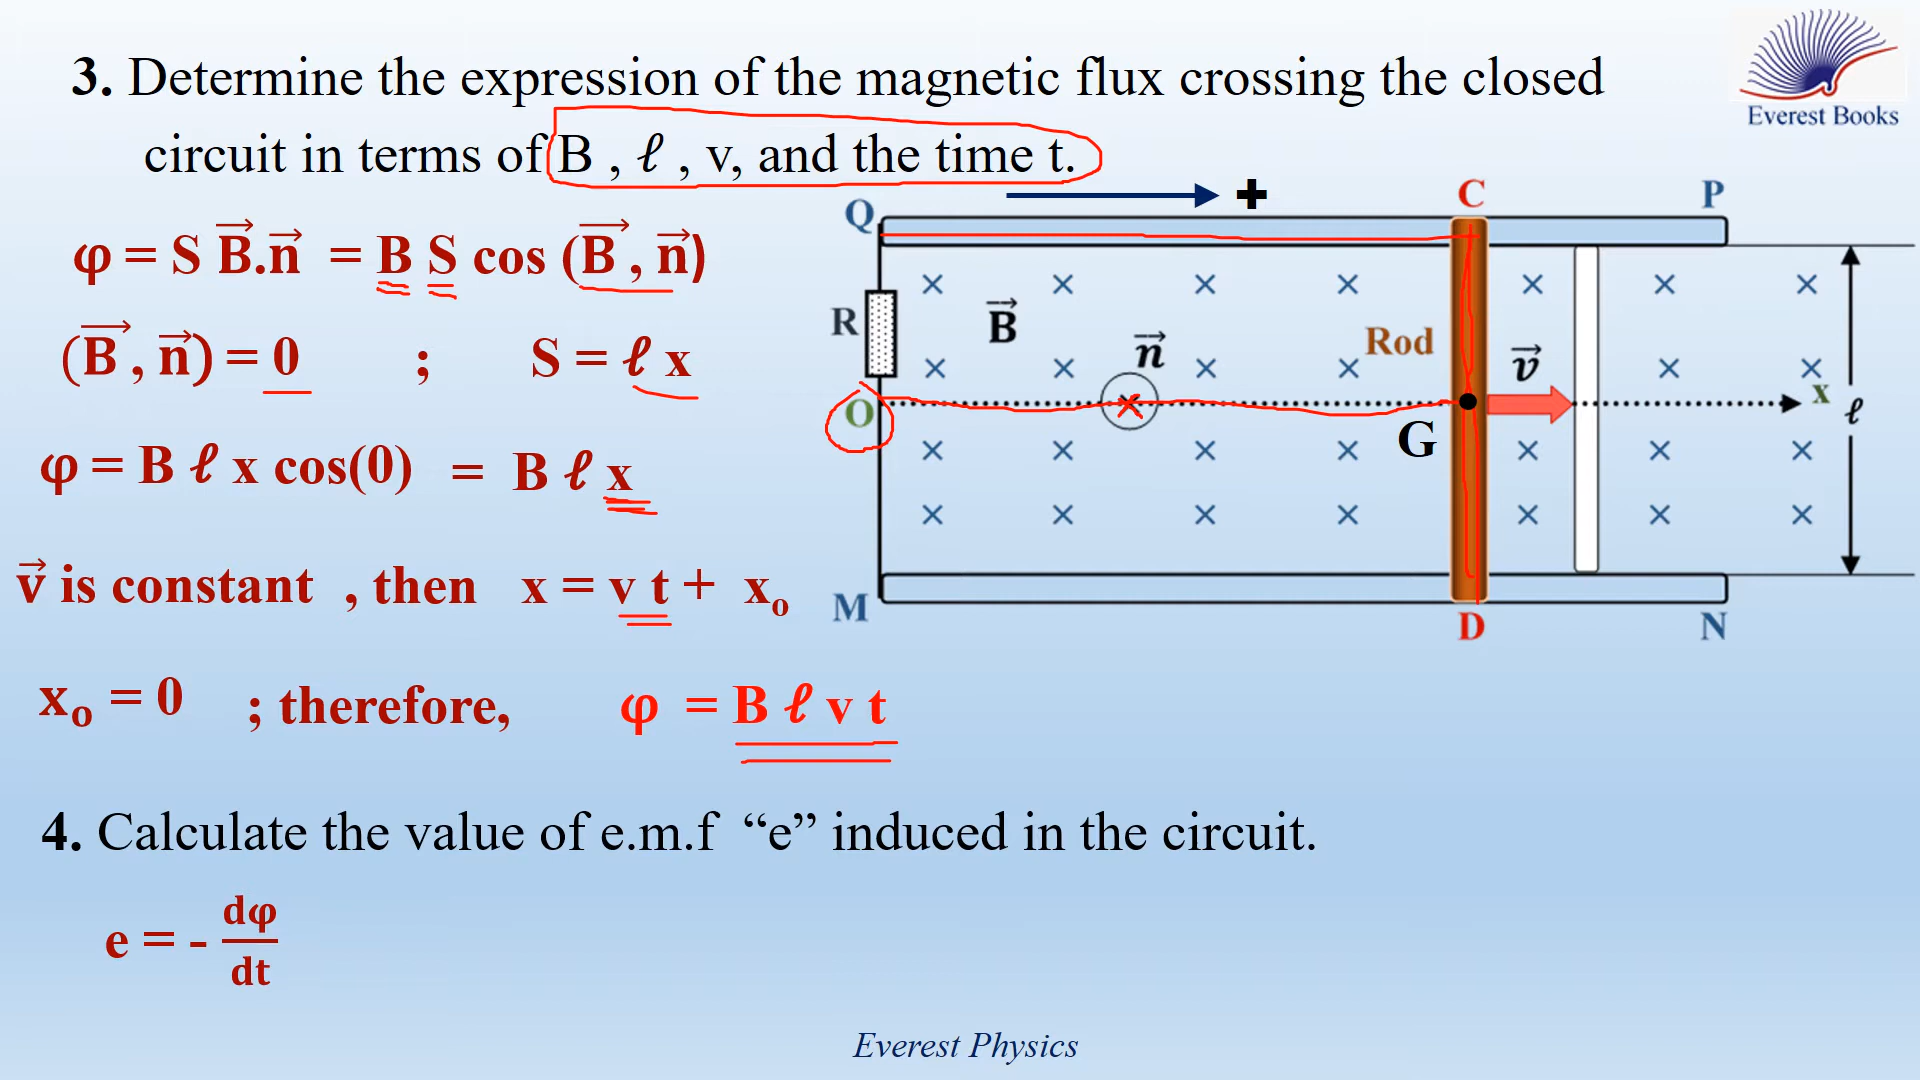 3. Determine the expression of the magnetic flux crossing the closed
circuit in terms of B , ℓ , v, and the time t.
Everest Books
φ = S B⃗.n⃗ = B S cos (B⃗ , n⃗)
(B⃗ , n⃗) = 0 ; S = ℓ x
φ = B ℓ x cos(0) = B ℓ x
v⃗ is constant , then x = v t + xₒ
xₒ = 0 ; therefore, φ = B ℓ v t
+
Q
C
P
R
B⃗
n⃗
Rod
v⃗
O
G
x
ℓ
M
D
N
4. Calculate the value of e.m.f “e” induced in the circuit.
e = - dφ/dt
Everest Physics